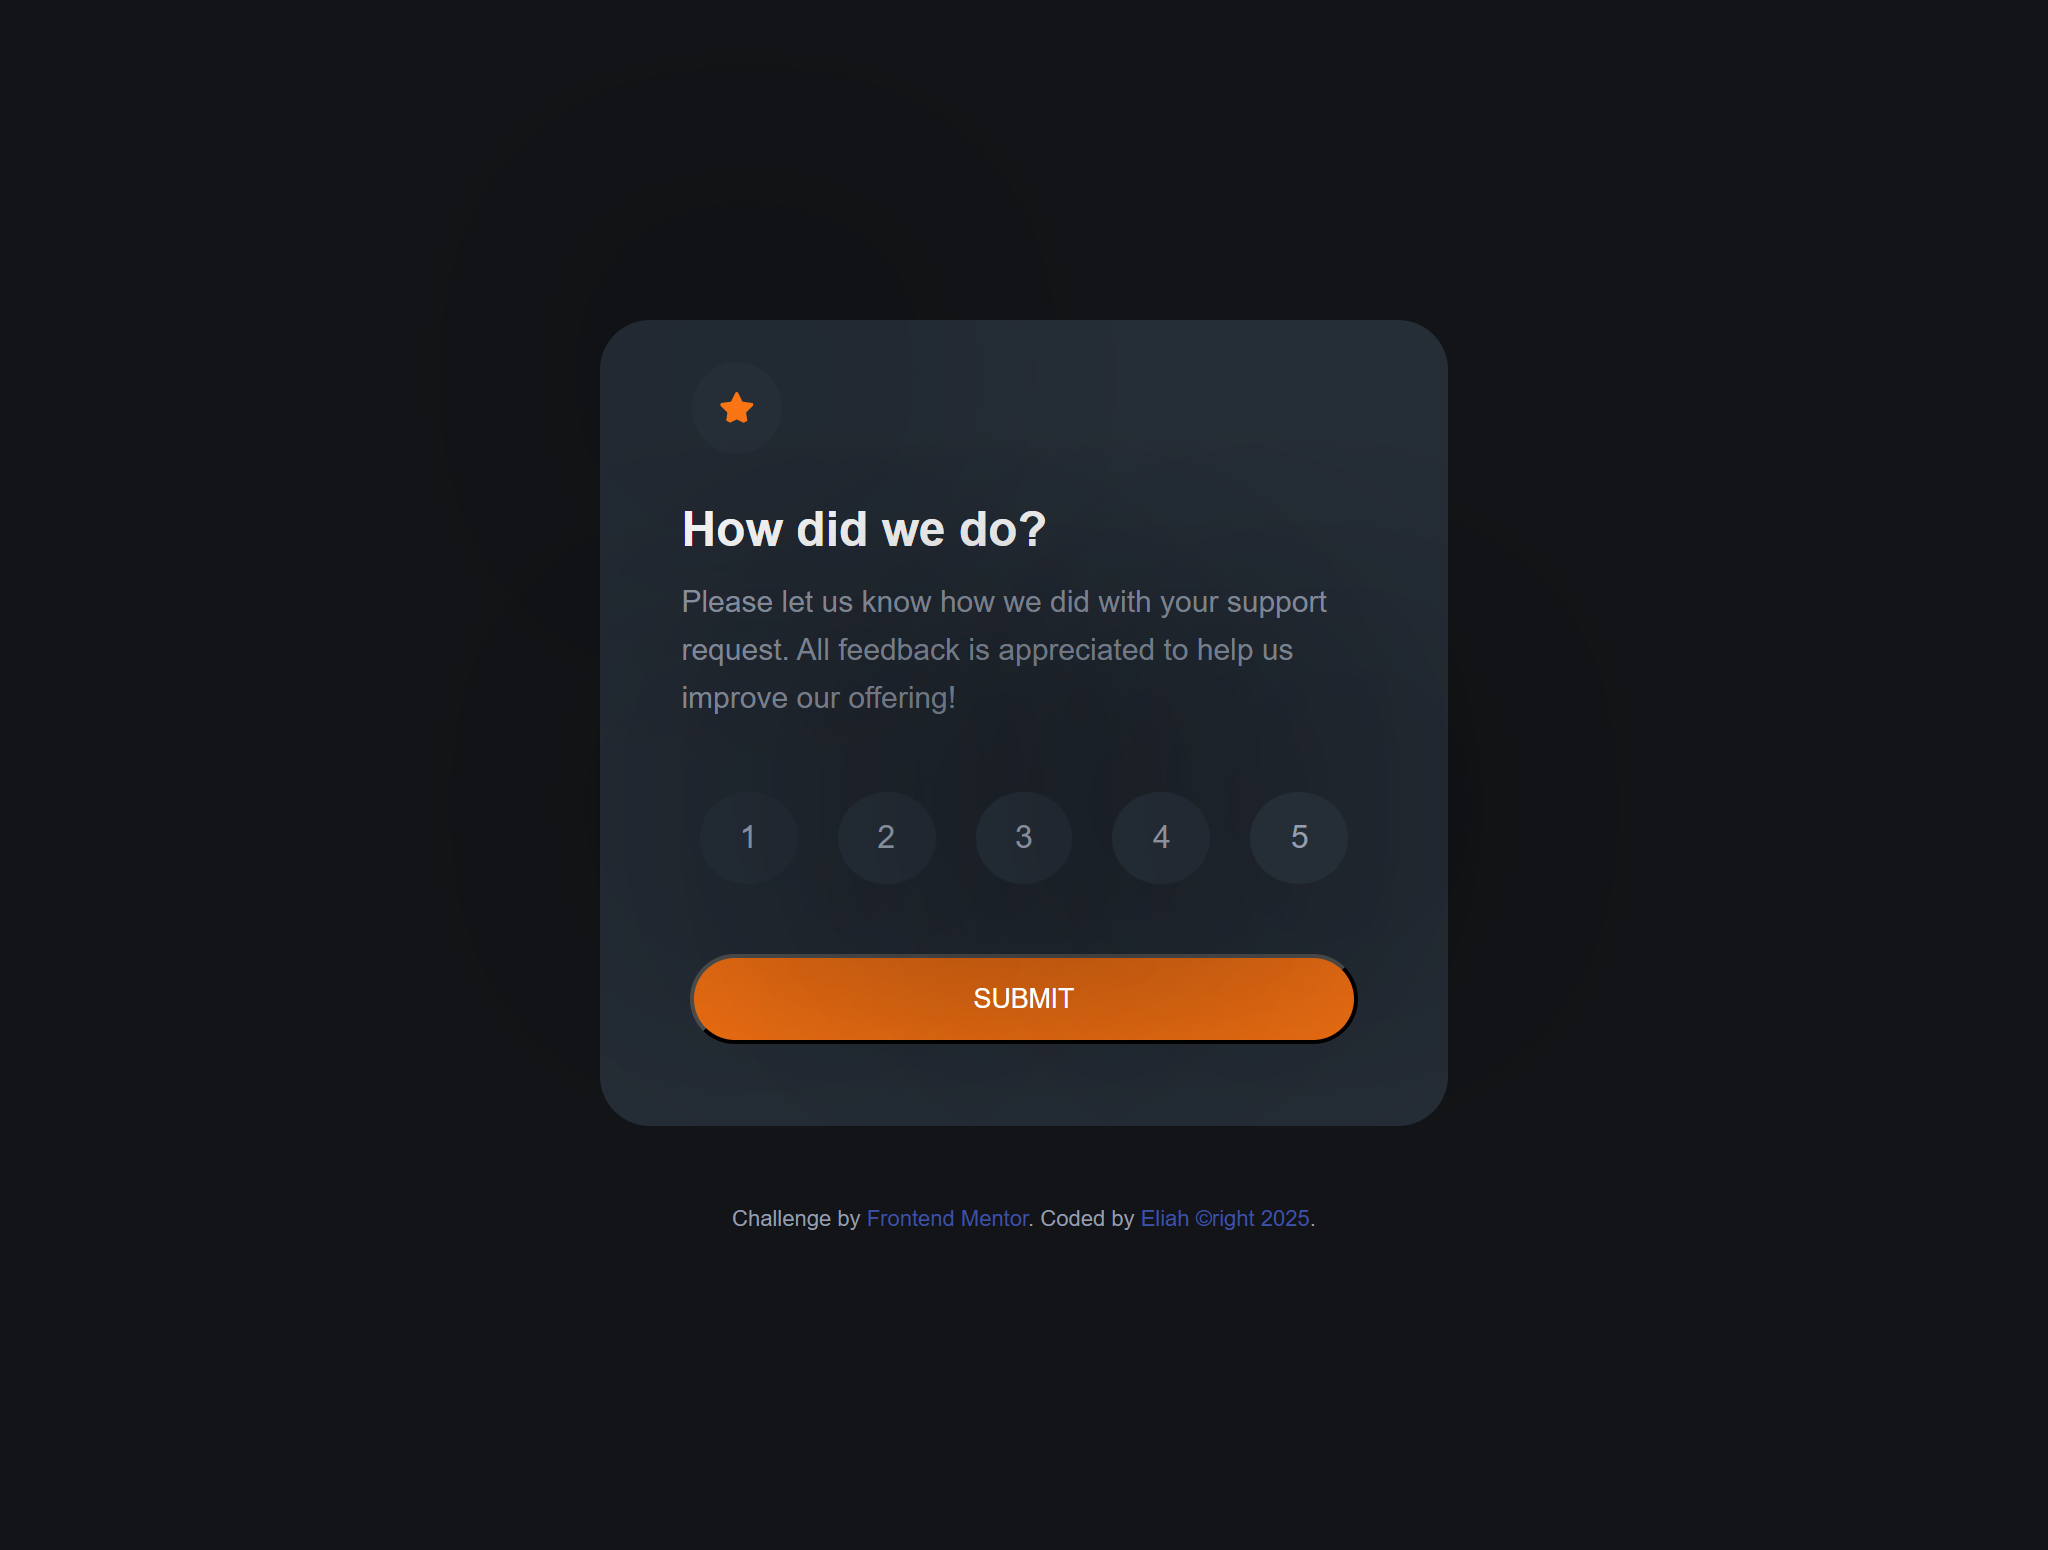 How did we do?
Please let us know how we did with your support
request. All feedback is appreciated to help us
improve our offering!
1 2 3 4 5
SUBMIT
Challenge by Frontend Mentor. Coded by Eliah ©right 2025.